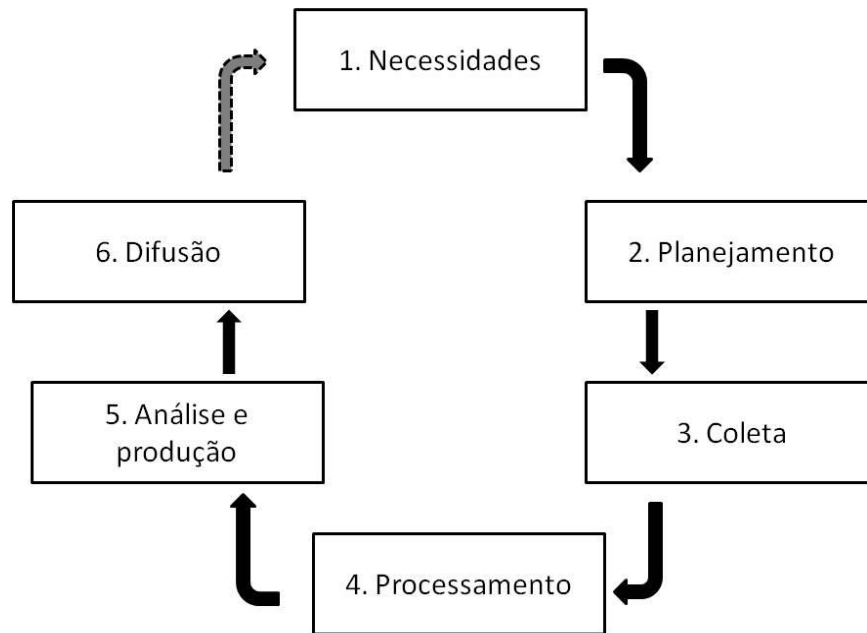 1. Necessidades
2. Planejamento
3. Coleta
4. Processamento
5. Análise e
produção
6. Difusão